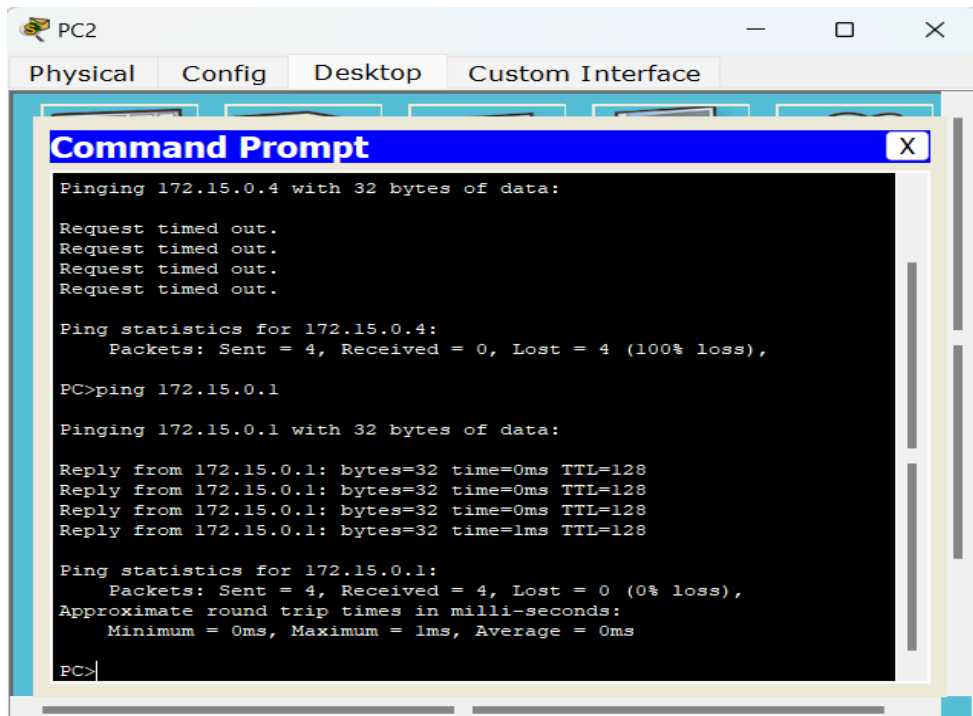 PC2
Physical Config Desktop Custom Interface
Command Prompt X
Pinging 172.15.0.4 with 32 bytes of data:
Request timed out.
Request timed out.
Request timed out.
Request timed out.
Ping statistics for 172.15.0.4:
Packets: Sent = 4, Received = 0, Lost = 4 (100% loss),
PC>ping 172.15.0.1
Pinging 172.15.0.1 with 32 bytes of data:
Reply from 172.15.0.1: bytes=32 time=0ms TTL=128
Reply from 172.15.0.1: bytes=32 time=0ms TTL=128
Reply from 172.15.0.1: bytes=32 time=0ms TTL=128
Reply from 172.15.0.1: bytes=32 time=1ms TTL=128
Ping statistics for 172.15.0.1:
Packets: Sent = 4, Received = 4, Lost = 0 (0% loss),
Approximate round trip times in milli-seconds:
Minimum = 0ms, Maximum = 1ms, Average = 0ms
PC>